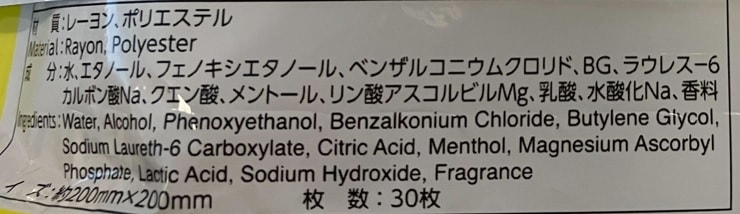 材 質:レーヨン、ポリエステル
Material:Rayon, Polyester
成 分:水、エタノール、フェノキシエタノール、ベンザルコニウムクロリド、BG、ラウレス-6
カルボン酸Na、クエン酸、メントール、リン酸アスコルビルMg、乳酸、水酸化Na、香料
Ingredients:Water, Alcohol, Phenoxyethanol, Benzalkonium Chloride, Butylene Glycol,
Sodium Laureth-6 Carboxylate, Citric Acid, Menthol, Magnesium Ascorbyl
Phosphate, Lactic Acid, Sodium Hydroxide, Fragrance
イズ:約200mm×200mm 枚 数:30枚